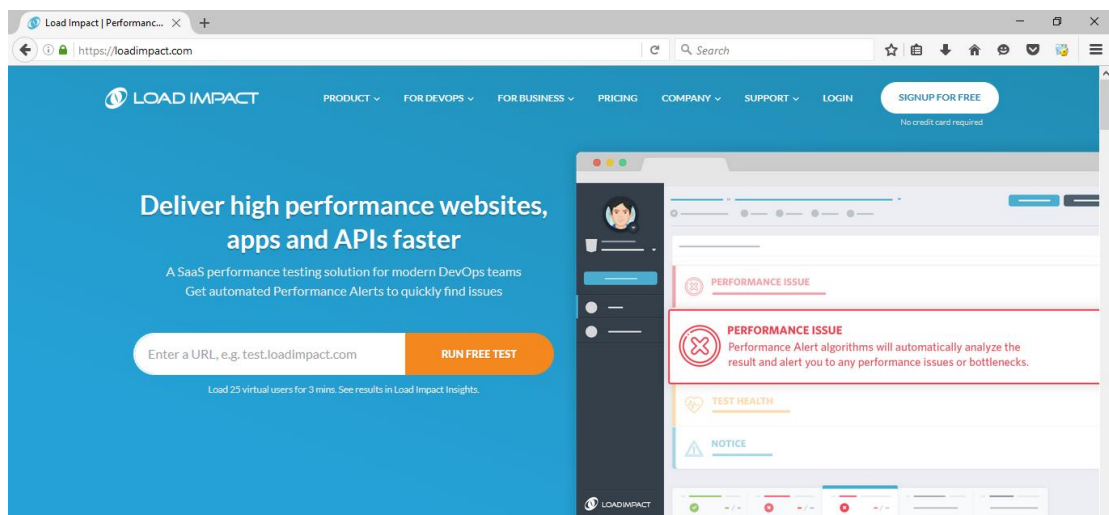 Load Impact | Performanc...
https://loadimpact.com
Search
LOAD IMPACT
PRODUCT
FOR DEVOPS
FOR BUSINESS
PRICING
COMPANY
SUPPORT
LOGIN
SIGNUP FOR FREE
No credit card required
Deliver high performance websites,
apps and APIs faster
A SaaS performance testing solution for modern DevOps teams
Get automated Performance Alerts to quickly find issues
Enter a URL, e.g. test.loadimpact.com
RUN FREE TEST
Load 25 virtual users for 3 mins. See results in Load Impact Insights.
PERFORMANCE ISSUE
PERFORMANCE ISSUE
Performance Alert algorithms will automatically analyze the
result and alert you to any performance issues or bottlenecks.
TEST HEALTH
NOTICE
LOADIMPACT